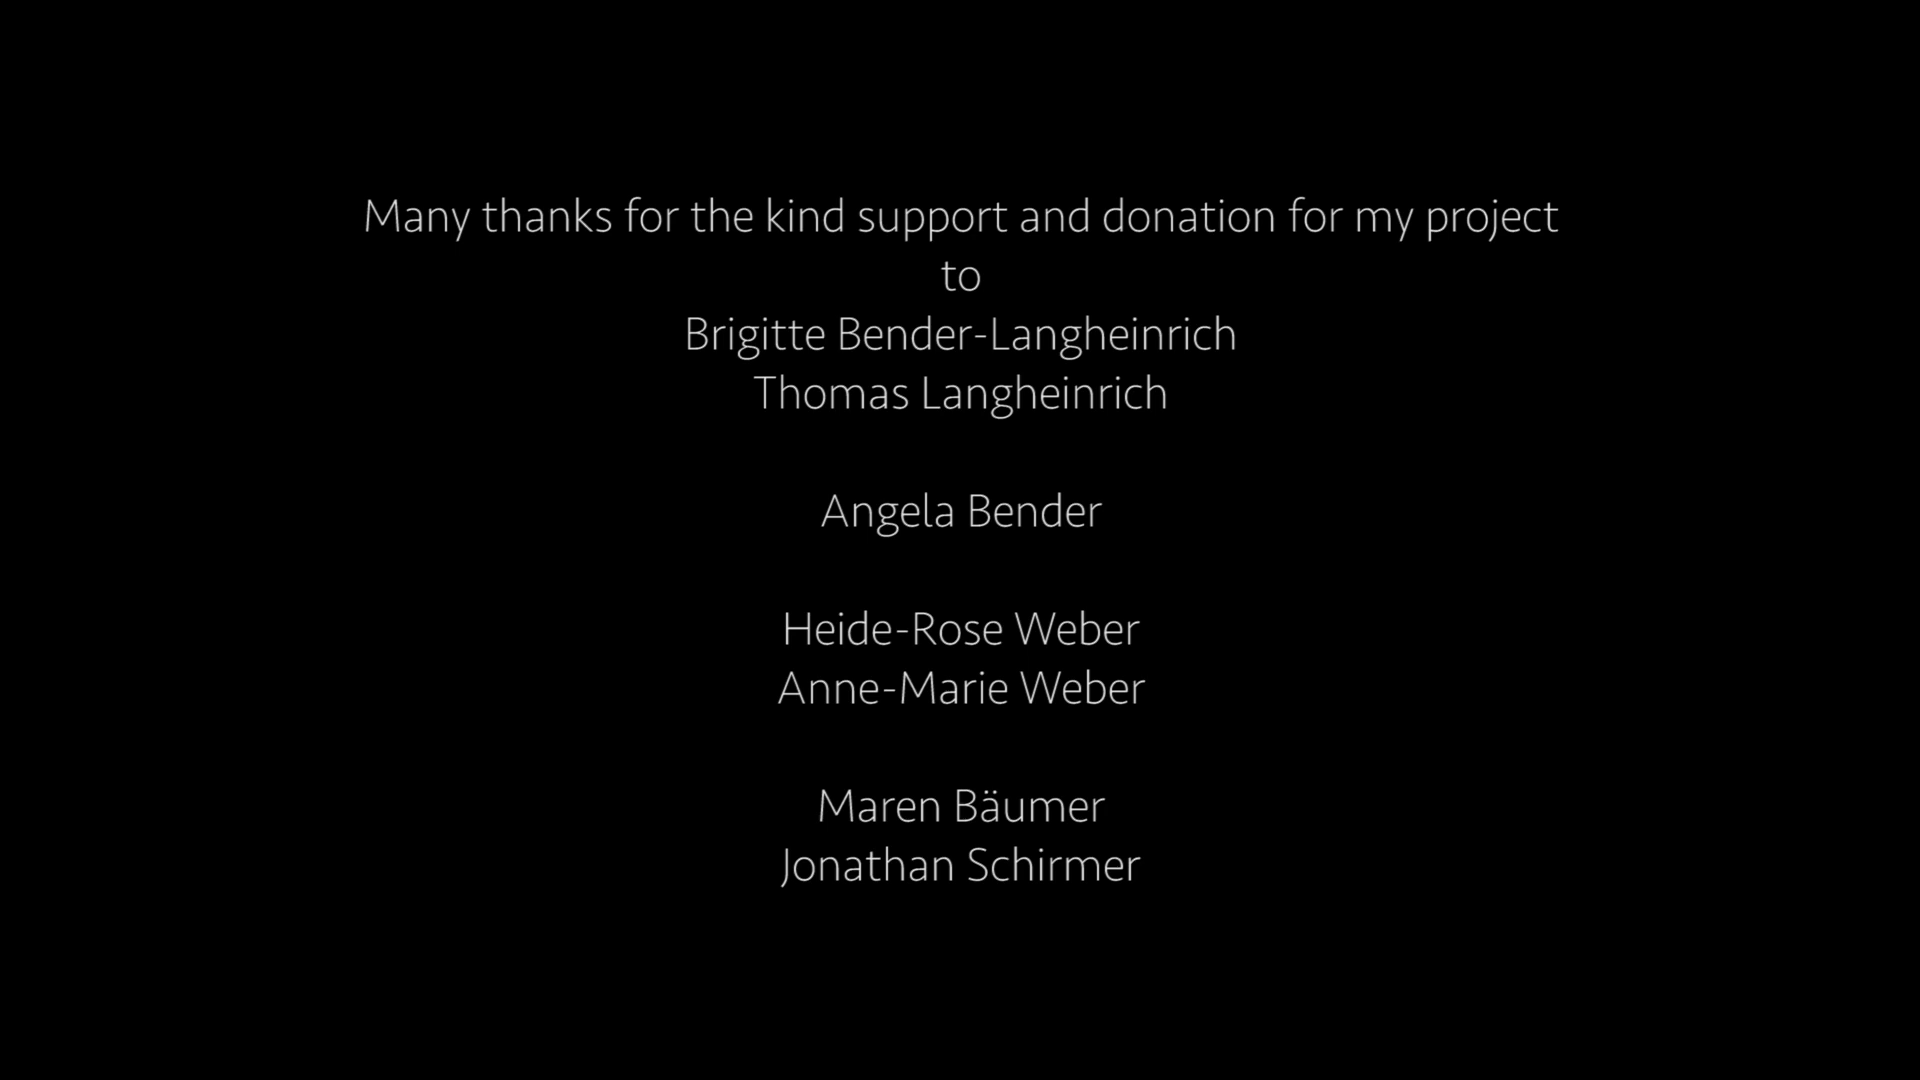 Many thanks for the kind support and donation for my project
to
Brigitte Bender-Langheinrich
Thomas Langheinrich
Angela Bender
Heide-Rose Weber
Anne-Marie Weber
Maren Bäumer
Jonathan Schirmer